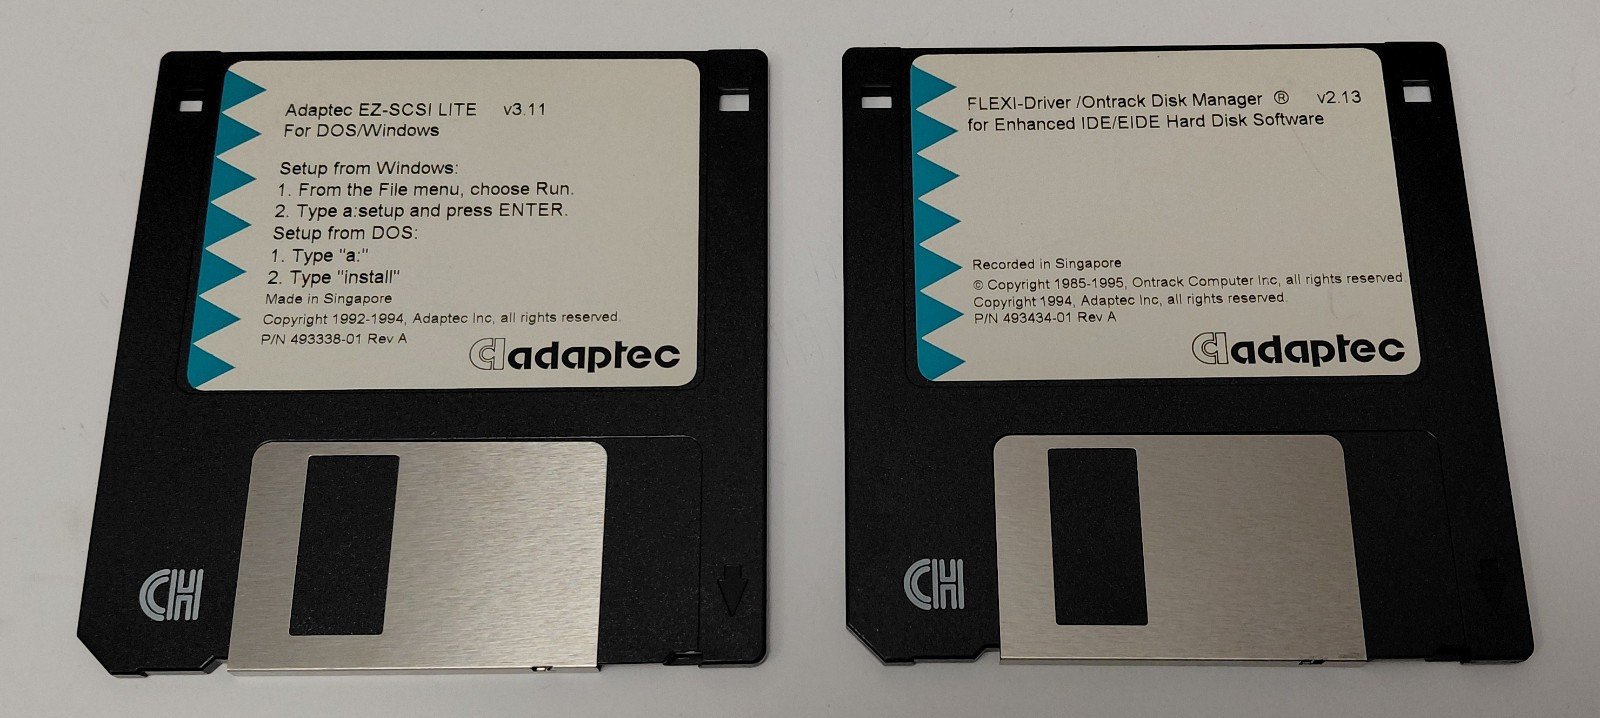 Adaptec EZ-SCSI LITE v3.11
For DOS/Windows
Setup from Windows:
1. From the File menu, choose Run.
2. Type a:setup and press ENTER.
Setup from DOS:
1. Type "a:"
2. Type "install"
Made in Singapore
Copyright 1992-1994, Adaptec Inc, all rights reserved.
P/N 493338-01 Rev A
adaptec
CH
FLEXI-Driver /Ontrack Disk Manager ® v2.13
for Enhanced IDE/EIDE Hard Disk Software
Recorded in Singapore
© Copyright 1985-1995, Ontrack Computer Inc, all rights reserved.
Copyright 1994, Adaptec Inc, all rights reserved.
P/N 493434-01 Rev A
adaptec
CH